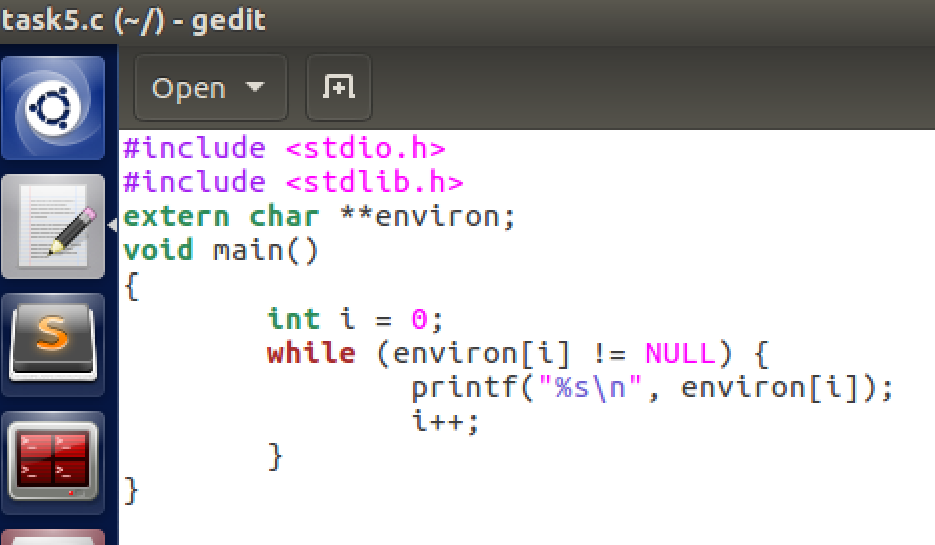 task5.c (~/) - gedit
Open
#include <stdio.h>
#include <stdlib.h>
extern char **environ;
void main()
{
        int i = 0;
        while (environ[i] != NULL) {
                printf("%s\n", environ[i]);
                i++;
        }
}